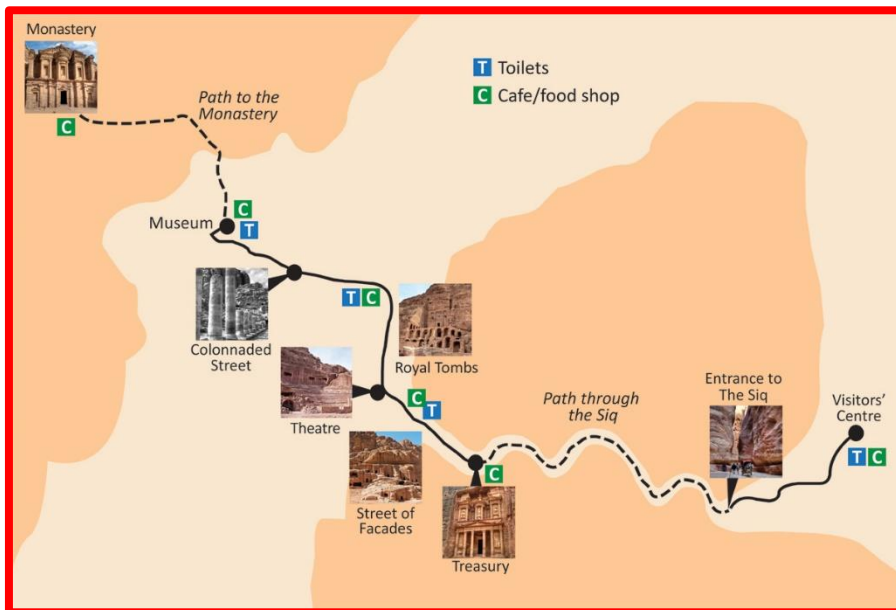 Monastery
C
Path to the
Monastery
T Toilets
C Cafe/food shop
Museum
C
T
Colonnaded
Street
T C
Royal Tombs
Theatre
C
T
Street of
Facades
C
Treasury
Path through
the Siq
Entrance to
The Siq
Visitors'
Centre
T C